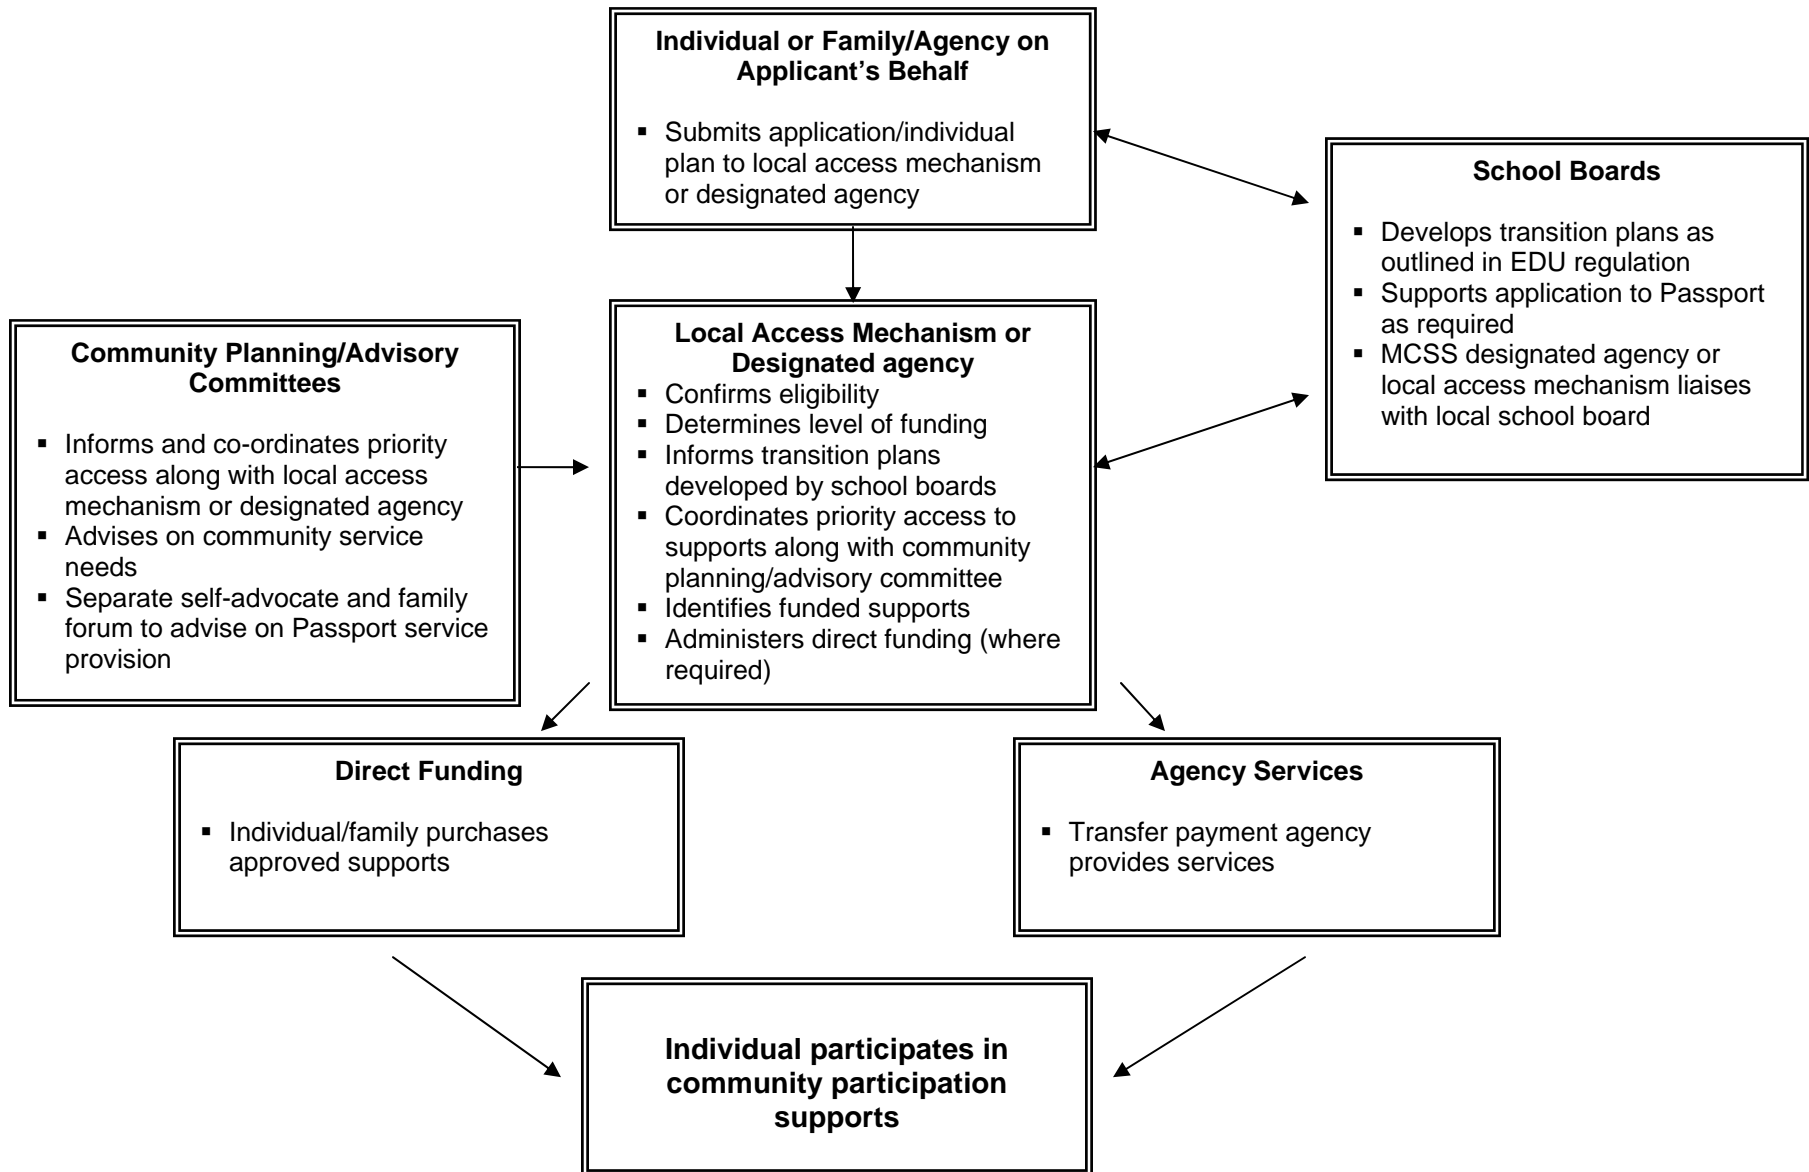 Individual or Family/Agency on
Applicant’s Behalf
▪ Submits application/individual
plan to local access mechanism
or designated agency
School Boards
▪ Develops transition plans as
outlined in EDU regulation
▪ Supports application to Passport
as required
▪ MCSS designated agency or
local access mechanism liaises
with local school board
Community Planning/Advisory
Committees
▪ Informs and co-ordinates priority
access along with local access
mechanism or designated agency
▪ Advises on community service
needs
▪ Separate self-advocate and family
forum to advise on Passport service
provision
Local Access Mechanism or
Designated agency
▪ Confirms eligibility
▪ Determines level of funding
▪ Informs transition plans
developed by school boards
▪ Coordinates priority access to
supports along with community
planning/advisory committee
▪ Identifies funded supports
▪ Administers direct funding (where
required)
Direct Funding
▪ Individual/family purchases
approved supports
Agency Services
▪ Transfer payment agency
provides services
Individual participates in
community participation
supports